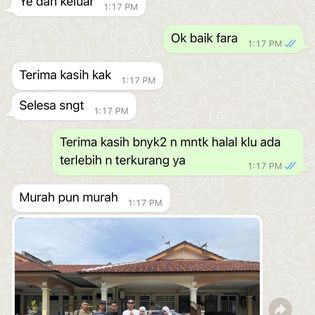 Ye dah keluar
1:17 PM
Ok baik fara
1:17 PM
Terima kasih kak
1:17 PM
Selesa sngt
1:17 PM
Terima kasih bnyk2 n mntk halal klu ada
terlebih n terkurang ya
1:17 PM
Murah pun murah
1:17 PM